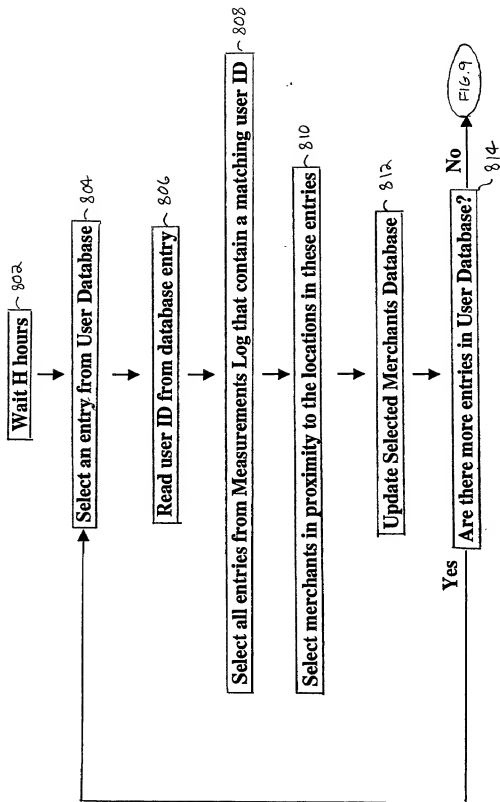 Wait H hours 802
Select an entry from User Database 804
Read user ID from database entry 806
Select all entries from Measurements Log that contain a matching user ID 808
Select merchants in proximity to the locations in these entries 810
Update Selected Merchants Database 812
Yes Are there more entries in User Database? No
814
FIG.9